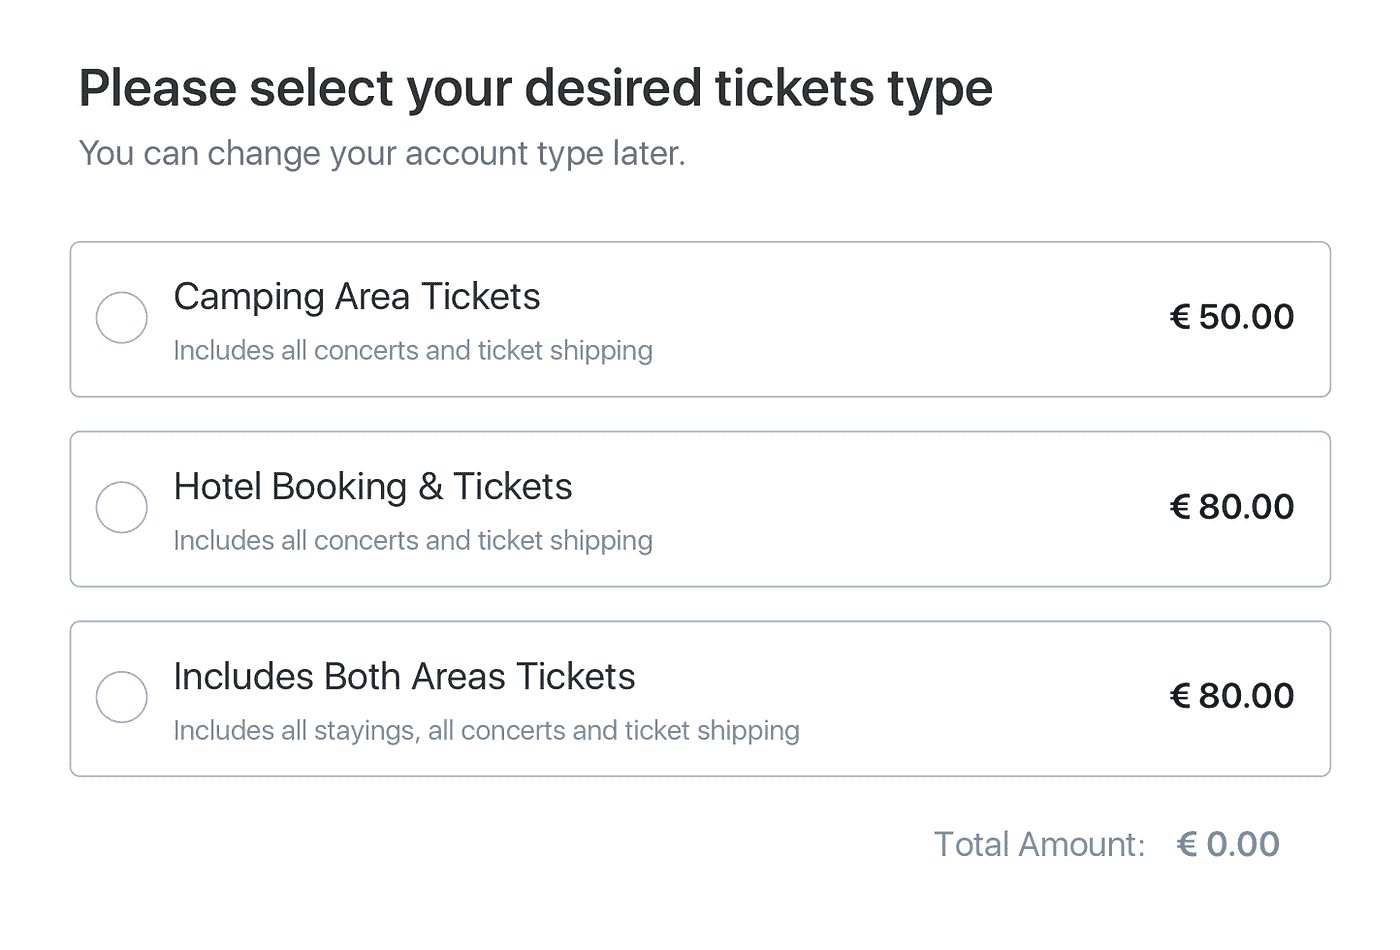 Please select your desired tickets type
You can change your account type later.
Camping Area Tickets
€ 50.00
Includes all concerts and ticket shipping
Hotel Booking & Tickets
€ 80.00
Includes all concerts and ticket shipping
Includes Both Areas Tickets
€ 80.00
Includes all stayings, all concerts and ticket shipping
Total Amount: € 0.00